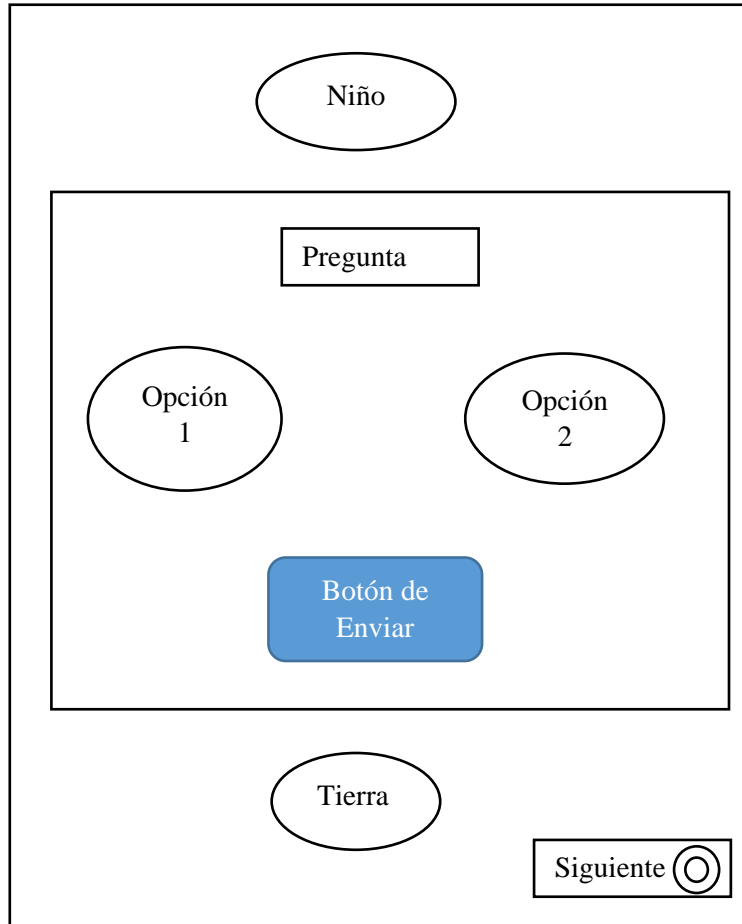 Niño
Pregunta
Opción
1
Opción
2
Botón de
Enviar
Tierra
Siguiente